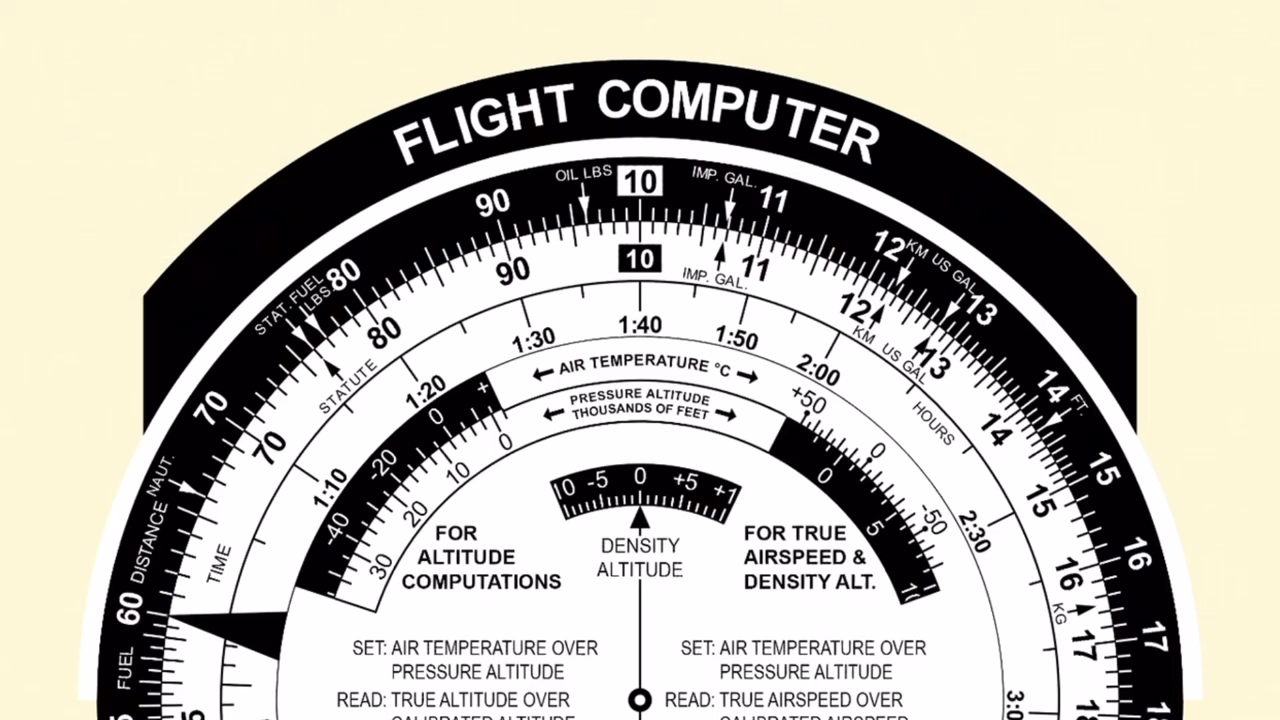 FLIGHT COMPUTER
OIL LBS
10
IMP. GAL.
90
11
12
KM US GAL.
13
80
STAT. FUEL
LBS.
70
14
FT.
15
16
17
DISTANCE NAUT.
60
FUEL
10
90
11
IMP. GAL.
80
STATUTE
12
KM US GAL.
13
70
14
15
16
KG
17
18
TIME
HOURS
1:10
1:20
1:30
1:40
1:50
2:00
2:30
AIR TEMPERATURE °C
PRESSURE ALTITUDE
THOUSANDS OF FEET
+ 0 -20 -40
0 10 20 30
+50 0 -50
0 5
-5 0 +5
DENSITY
ALTITUDE
FOR
ALTITUDE
COMPUTATIONS
FOR TRUE
AIRSPEED &
DENSITY ALT.
SET: AIR TEMPERATURE OVER
PRESSURE ALTITUDE
READ: TRUE ALTITUDE OVER
SET: AIR TEMPERATURE OVER
PRESSURE ALTITUDE
READ: TRUE AIRSPEED OVER